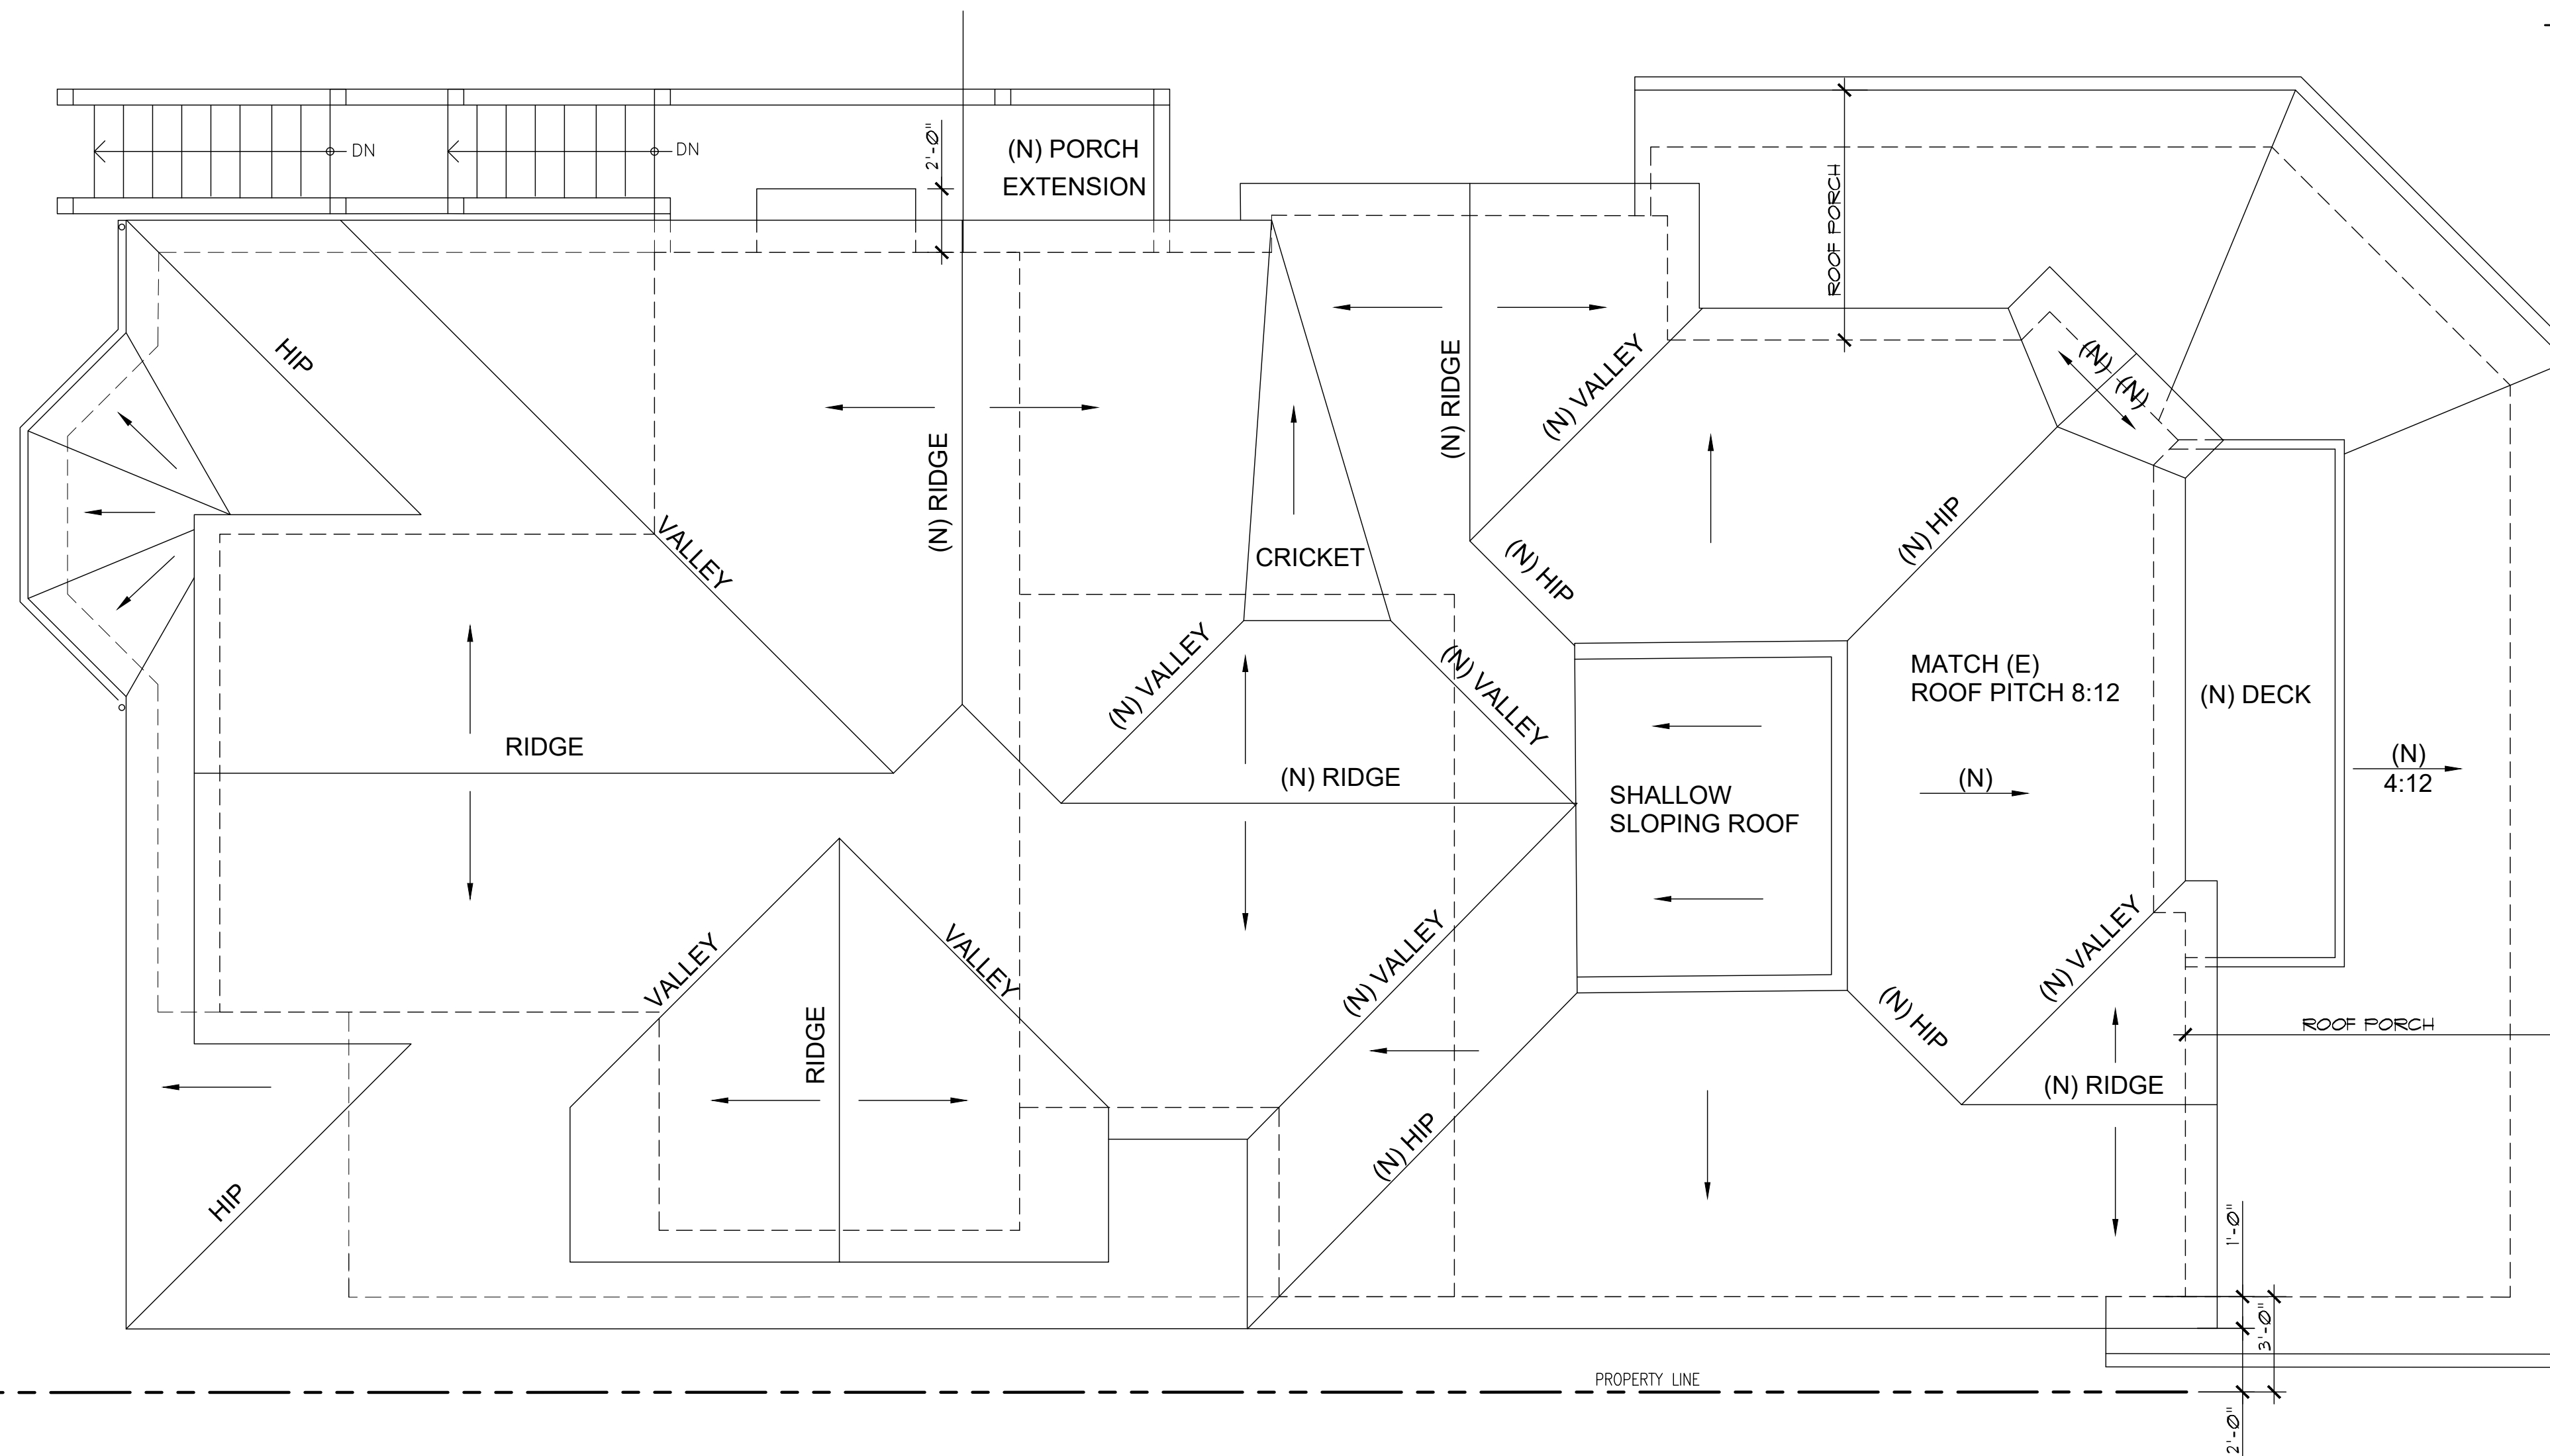 DN
DN
2'-0"
(N) PORCH
EXTENSION
ROOF PORCH
HIP
(N) RIDGE
(N) RIDGE
(N) VALLEY
(N)
(N)
VALLEY
CRICKET
(N) HIP
(N) HIP
(N) VALLEY
(N) VALLEY
MATCH (E)
ROOF PITCH 8:12
(N) DECK
RIDGE
(N) RIDGE
SHALLOW
SLOPING ROOF
(N)
(N)
4:12
VALLEY
VALLEY
RIDGE
(N) VALLEY
(N) HIP
(N) VALLEY
(N) HIP
(N) RIDGE
ROOF PORCH
HIP
1'-0"
3'-0"
PROPERTY LINE
2'-0"